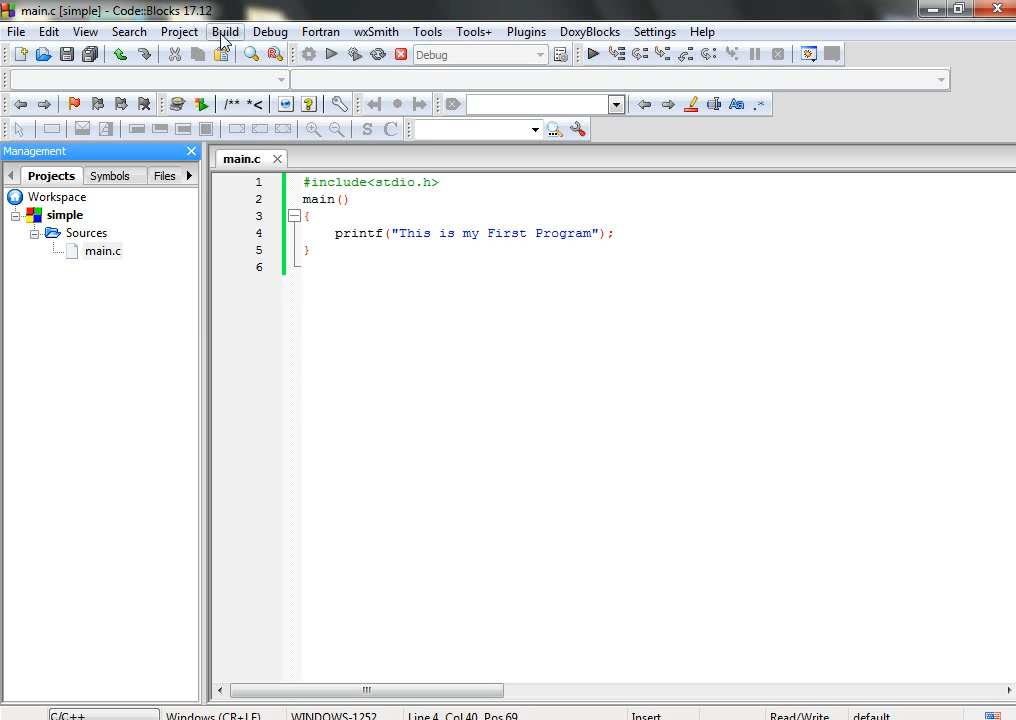 main.c [simple] - Code::Blocks 17.12
File Edit View Search Project Build Debug Fortran wxSmith Tools Tools+ Plugins DoxyBlocks Settings Help
Debug
/** *<
Aa .*
S C
Management
Projects Symbols Files
main.c
Workspace
simple
Sources
main.c
1 #include<stdio.h>
2 main()
3 {
4 printf("This is my First Program");
5 }
6
C/C++ Windows (CR+LF) WINDOWS-1252 Line 4, Col 40, Pos 69 Insert Read/Write default